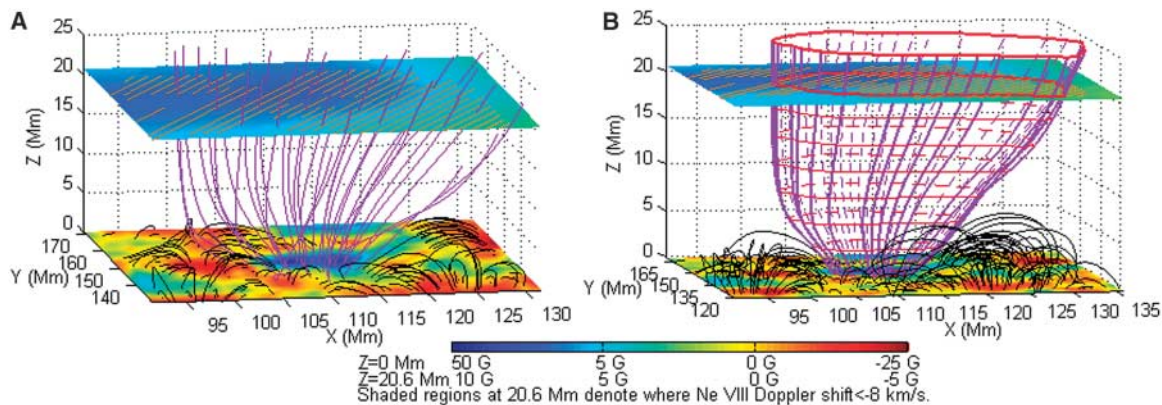 A
25
20
15
10
5
0
Z (Mm)
170
160
150
140
Y (Mm)
95 100 105 110 115 120 125 130
X (Mm)
B
25
20
15
10
5
0
Z (Mm)
165
150
135
120
Y (Mm)
95 100 105 110 115 120 125 130 135
X (Mm)
Z=0 Mm 50 G 5 G 0 G -25 G
Z=20.6 Mm 10 G 5 G 0 G -5 G
Shaded regions at 20.6 Mm denote where Ne VIII Doppler shift<-8 km/s.